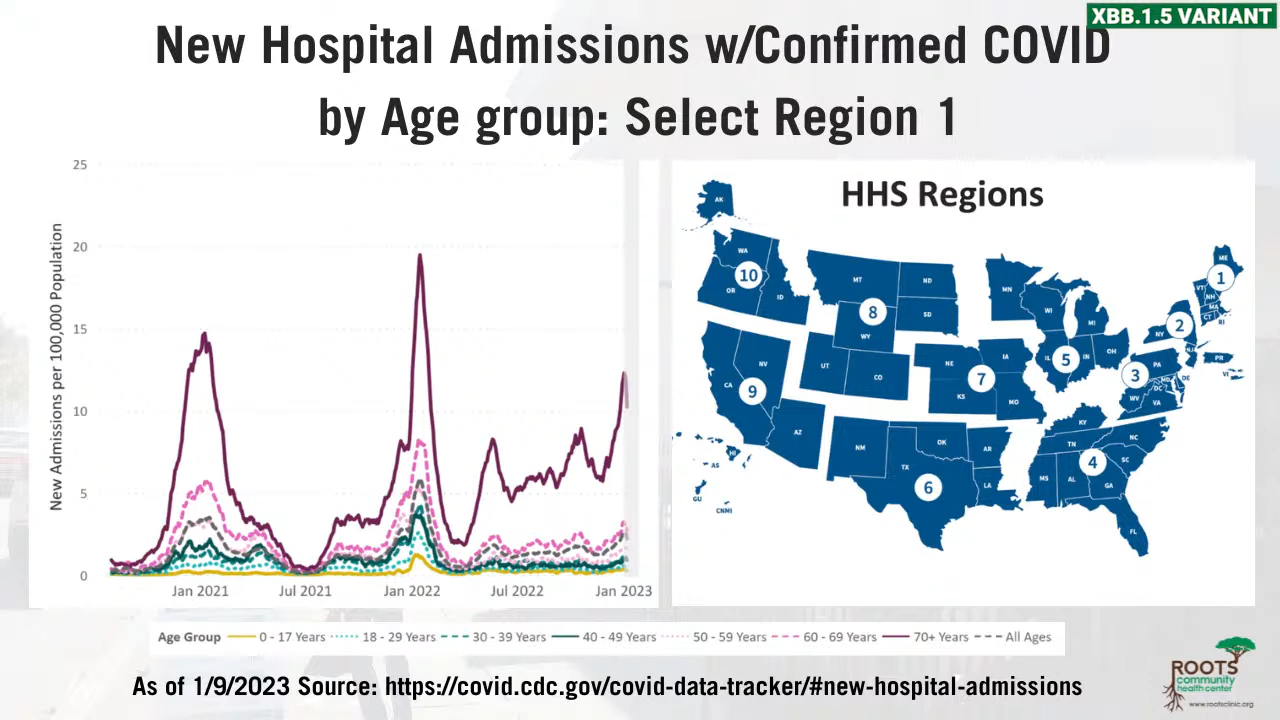 XBB.1.5 VARIANT
New Hospital Admissions w/Confirmed COVID
by Age group: Select Region 1
25
20
15
10
5
0
New Admissions per 100,000 Population
Jan 2021
Jul 2021
Jan 2022
Jul 2022
Jan 2023
HHS Regions
AK
WA
10
OR
ID
MT
ND
8
SD
WY
MN
WI
MI
ME
1
VT
NH
MA
CT
RI
2
NY
NJ
PR
VI
NV
CA
9
UT
CO
NE
IA
7
KS
MO
IL
5
IN
OH
3
PA
MD
DE
DC
WV
VA
AZ
NM
OK
AR
TX
6
LA
KY
TN
NC
4
SC
MS
AL
GA
FL
HI
AS
GU
CNMI
Age Group 0 - 17 Years 18 - 29 Years 30 - 39 Years 40 - 49 Years 50 - 59 Years 60 - 69 Years 70+ Years All Ages
As of 1/9/2023 Source: https://covid.cdc.gov/covid-data-tracker/#new-hospital-admissions
ROOTS
community
health center
www.rootsclinic.org